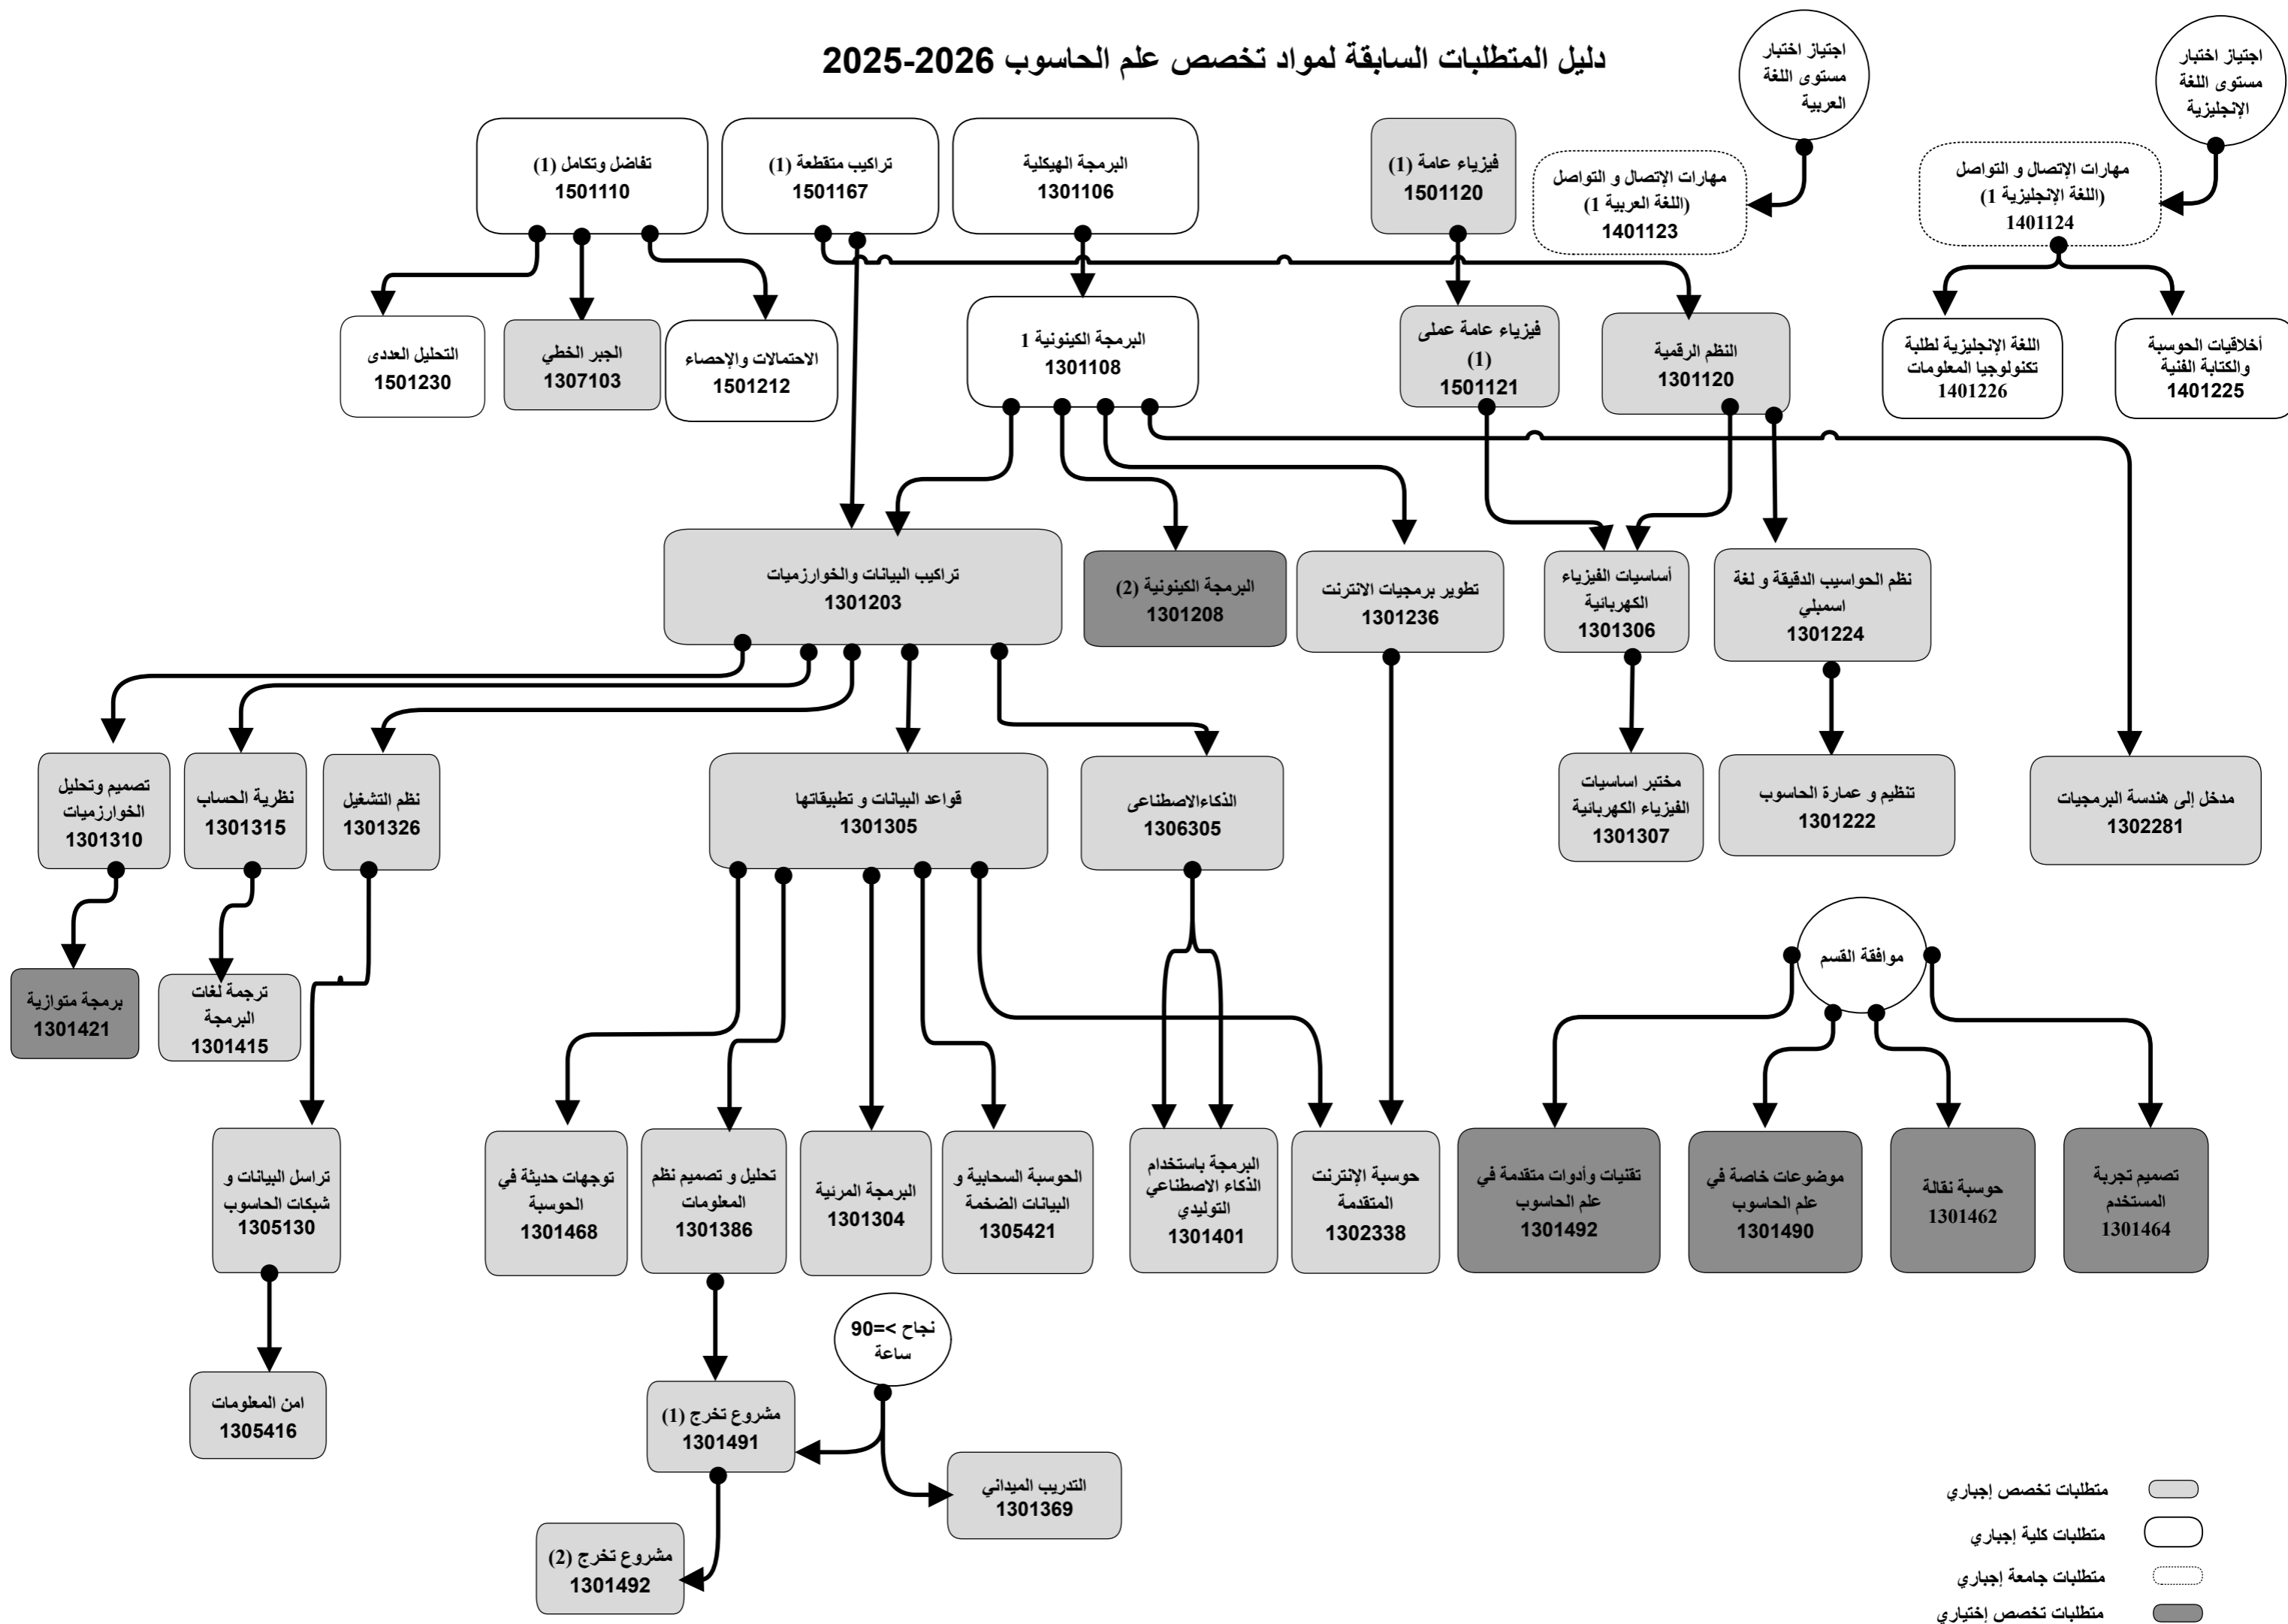 دليل المتطلبات السابقة لمواد تخصص علم الحاسوب 2025-2026
اجتياز اختبار
مستوى اللغة
الإنجليزية
اجتياز اختبار
مستوى اللغة
العربية
مهارات الإتصال و التواصل
(اللغة الإنجليزية 1)
1401124
مهارات الإتصال و التواصل
(اللغة العربية 1)
1401123
فيزياء عامة (1)
1501120
البرمجة الهيكلية
1301106
تراكيب متقطعة (1)
1501167
تفاضل وتكامل (1)
1501110
أخلاقيات الحوسبة
والكتابة الفنية
1401225
اللغة الإنجليزية لطلبة
تكنولوجيا المعلومات
1401226
النظم الرقمية
1301120
فيزياء عامة عملى
(1)
1501121
البرمجة الكينونية 1
1301108
الاحتمالات والإحصاء
1501212
الجبر الخطي
1307103
التحليل العددى
1501230
نظم الحواسيب الدقيقة و لغة
اسمبلي
1301224
أساسيات الفيزياء
الكهربائية
1301306
تطوير برمجيات الانترنت
1301236
البرمجة الكينونية (2)
1301208
تراكيب البيانات والخوارزميات
1301203
مدخل إلى هندسة البرمجيات
1302281
تنظيم و عمارة الحاسوب
1301222
مختبر اساسيات
الفيزياء الكهربائية
1301307
الذكاءالاصطناعى
1306305
قواعد البيانات و تطبيقاتها
1301305
نظم التشغيل
1301326
نظرية الحساب
1301315
تصميم وتحليل
الخوارزميات
1301310
موافقة القسم
ترجمة لغات
البرمجة
1301415
برمجة متوازية
1301421
تصميم تجربة
المستخدم
1301464
حوسبة نقالة
1301462
موضوعات خاصة في
علم الحاسوب
1301490
تقنيات وأدوات متقدمة في
علم الحاسوب
1301492
حوسبة الإنترنت
المتقدمة
1302338
البرمجة باستخدام
الذكاء الاصطناعي
التوليدي
1301401
الحوسبة السحابية و
البيانات الضخمة
1305421
البرمجة المرئية
1301304
تحليل و تصميم نظم
المعلومات
1301386
توجهات حديثة في
الحوسبة
1301468
تراسل البيانات و
شبكات الحاسوب
1305130
نجاح >=90
ساعة
امن المعلومات
1305416
مشروع تخرج (1)
1301491
التدريب الميداني
1301369
مشروع تخرج (2)
1301492
متطلبات تخصص إجباري
متطلبات كلية إجباري
متطلبات جامعة إجباري
متطلبات تخصص إختياري